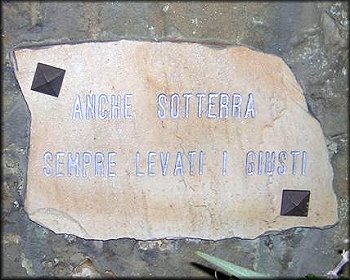 ANCHE SOTTERRA
SEMPRE LEVATI I GIUSTI